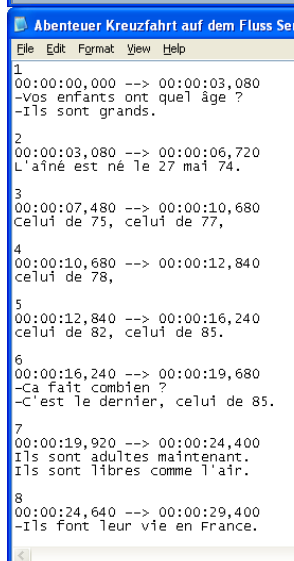 Abenteuer Kreuzfahrt auf dem Fluss
File Edit Format View Help
1
00:00:00,000 --> 00:00:03,080
-Vos enfants ont quel âge ?
-Ils sont grands.
2
00:00:03,080 --> 00:00:06,720
L'aîné est né le 27 mai 74.
3
00:00:07,480 --> 00:00:10,680
Celui de 75, celui de 77,
4
00:00:10,680 --> 00:00:12,840
celui de 78,
5
00:00:12,840 --> 00:00:16,240
celui de 82, celui de 85.
6
00:00:16,240 --> 00:00:19,680
-Ca fait combien ?
-C'est le dernier, celui de 85.
7
00:00:19,920 --> 00:00:24,400
Ils sont adultes maintenant.
Ils sont libres comme l'air.
8
00:00:24,640 --> 00:00:29,400
-Ils font leur vie en France.